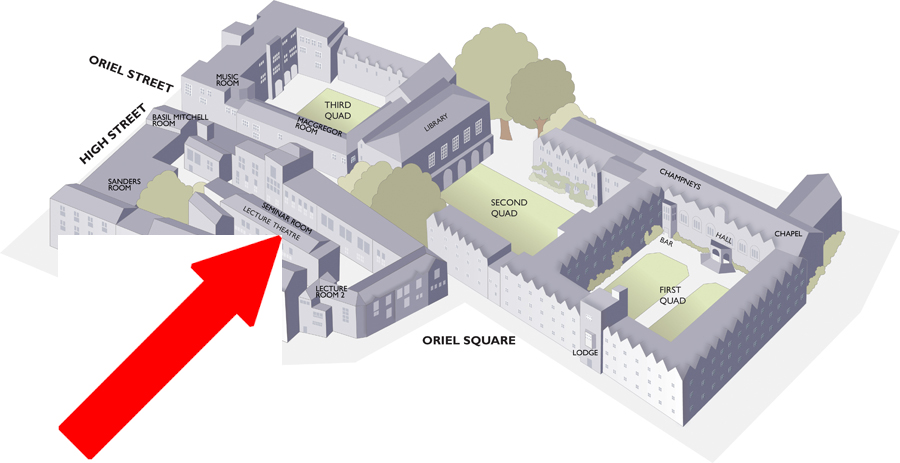 ORIEL STREET
HIGH STREET
MUSIC
ROOM
BASIL MITCHELL
ROOM
THIRD
QUAD
MACGREGOR
ROOM
LIBRARY
SANDERS
ROOM
SEMINAR ROOM
LECTURE THEATRE
LECTURE
ROOM 2
SECOND
QUAD
CHAMPNEYS
BAR
HALL
CHAPEL
FIRST
QUAD
ORIEL SQUARE
LODGE